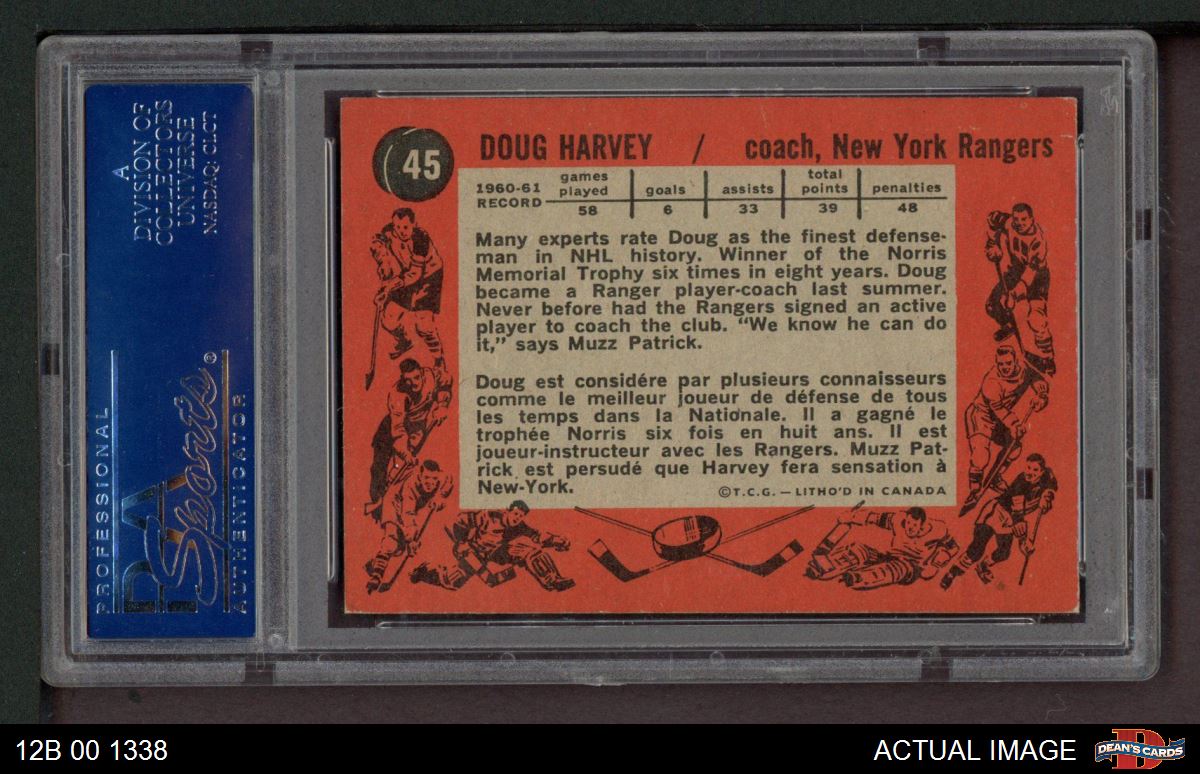 A
DIVISION OF
COLLECTORS
UNIVERSE
NASDAQ: CLCT
PROFESSIONAL
PSA
Sports®
AUTHENTICATOR
45
DOUG HARVEY / coach, New York Rangers
1960-61 RECORD
games played goals assists total points penalties
58 6 33 39 48
Many experts rate Doug as the finest defense-
man in NHL history. Winner of the Norris
Memorial Trophy six times in eight years. Doug
became a Ranger player-coach last summer.
Never before had the Rangers signed an active
player to coach the club. “We know he can do
it,” says Muzz Patrick.
Doug est considére par plusieurs connaisseurs
comme le meilleur joueur de défense de tous
les temps dans la Nationale. Il a gagné le
trophée Norris six fois en huit ans. Il est
joueur-instructeur avec les Rangers. Muzz Pat-
rick est persudé que Harvey fera sensation à
New-York.
©T.C.G. — LITHO'D IN CANADA
12B 00 1338
ACTUAL IMAGE
DEAN'S CARDS